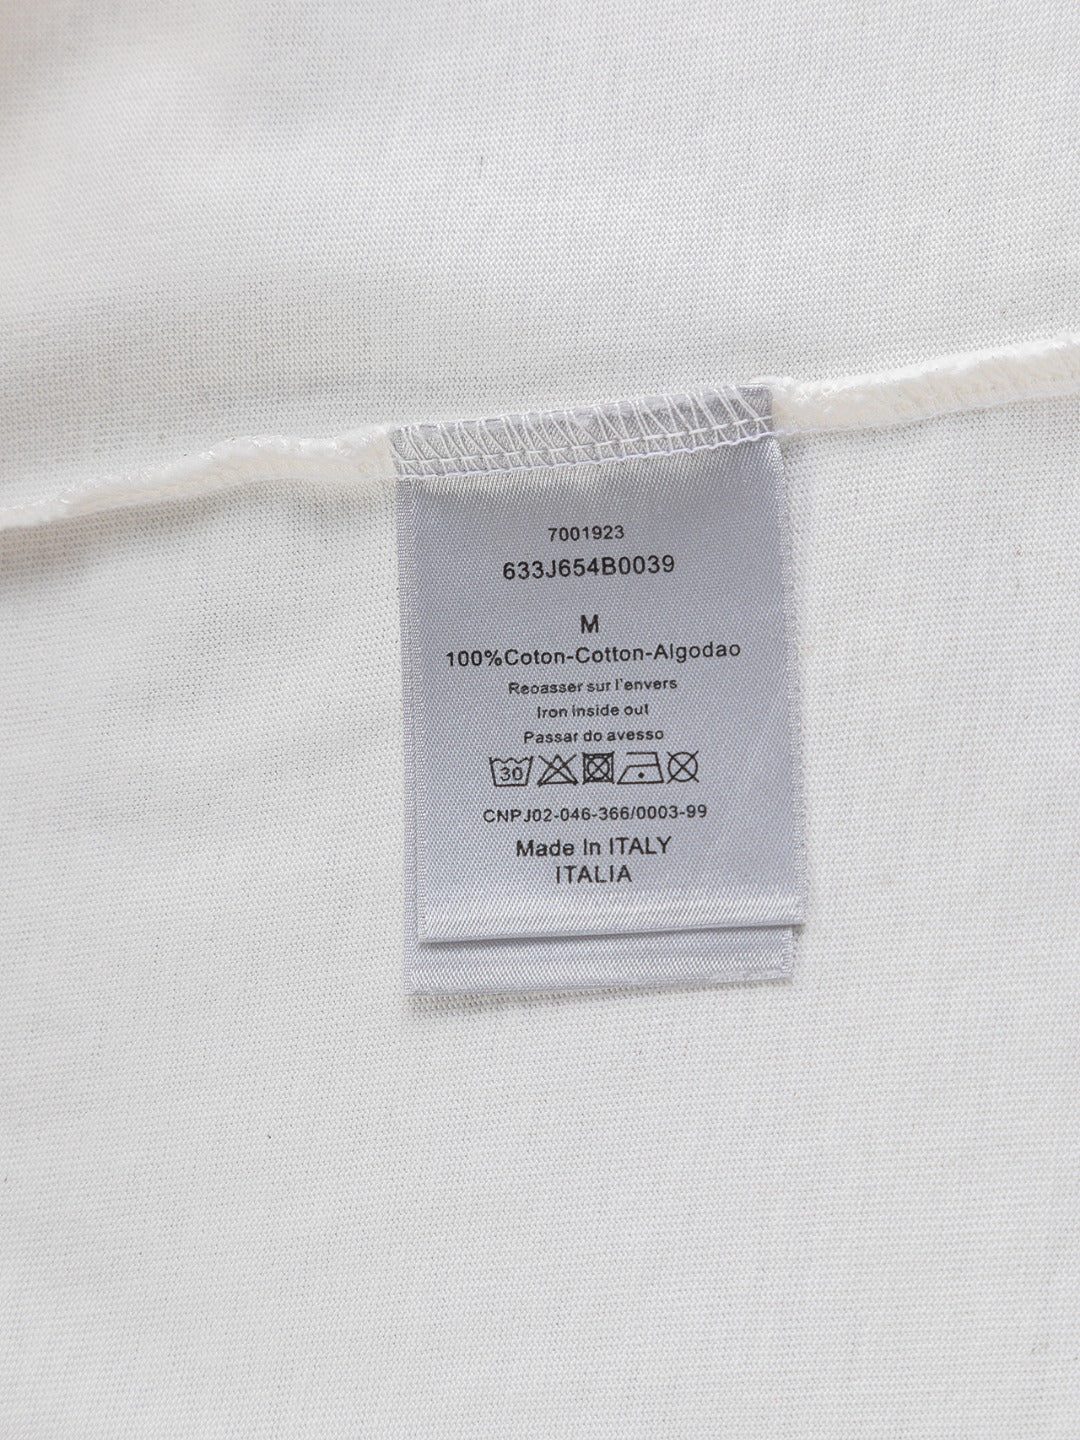 7001923
633J654B0039
M
100%Coton-Cotton-Algodao
Reoasser sur l'envers
Iron inside out
Passar do avesso
30
CNPJ02-046-366/0003-99
Made In ITALY
ITALIA